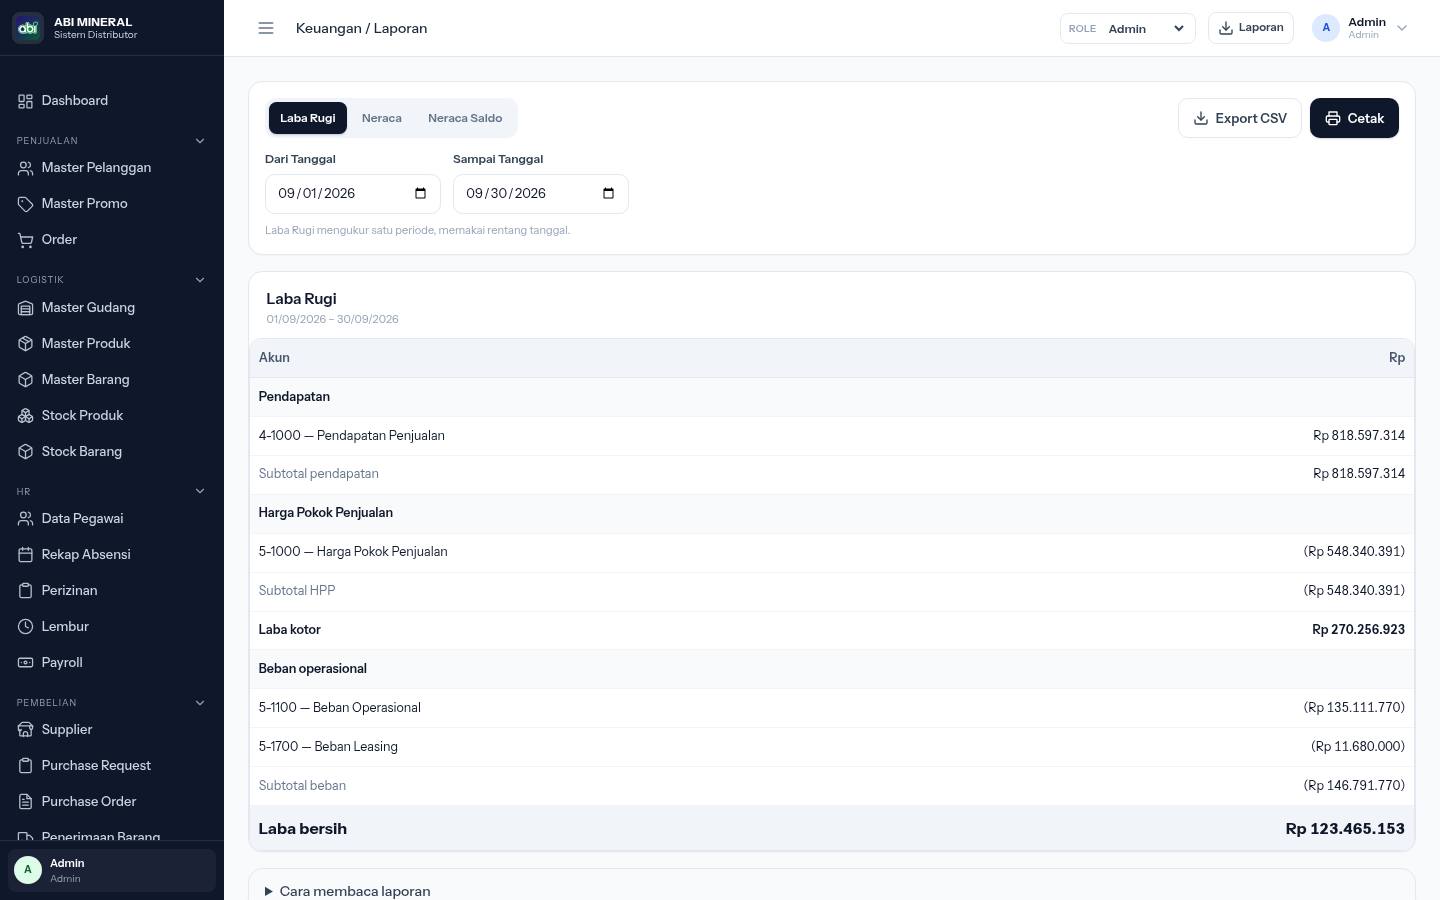 abi
ABI MINERAL
Sistem Distributor
Dashboard
PENJUALAN
Master Pelanggan
Master Promo
Order
LOGISTIK
Master Gudang
Master Produk
Master Barang
Stock Produk
Stock Barang
HR
Data Pegawai
Rekap Absensi
Perizinan
Lembur
Payroll
PEMBELIAN
Supplier
Purchase Request
Purchase Order
Penerimaan Barang
A
Admin
Admin
Keuangan / Laporan
ROLE Admin
Laporan
A
Admin
Admin
Laba Rugi Neraca Neraca Saldo
Export CSV
Cetak
Dari Tanggal Sampai Tanggal
09/01/2026 09/30/2026
Laba Rugi mengukur satu periode, memakai rentang tanggal.
Laba Rugi
01/09/2026 – 30/09/2026
Akun Rp
Pendapatan
4-1000 — Pendapatan Penjualan Rp 818.597.314
Subtotal pendapatan Rp 818.597.314
Harga Pokok Penjualan
5-1000 — Harga Pokok Penjualan (Rp 548.340.391)
Subtotal HPP (Rp 548.340.391)
Laba kotor Rp 270.256.923
Beban operasional
5-1100 — Beban Operasional (Rp 135.111.770)
5-1700 — Beban Leasing (Rp 11.680.000)
Subtotal beban (Rp 146.791.770)
Laba bersih Rp 123.465.153
Cara membaca laporan